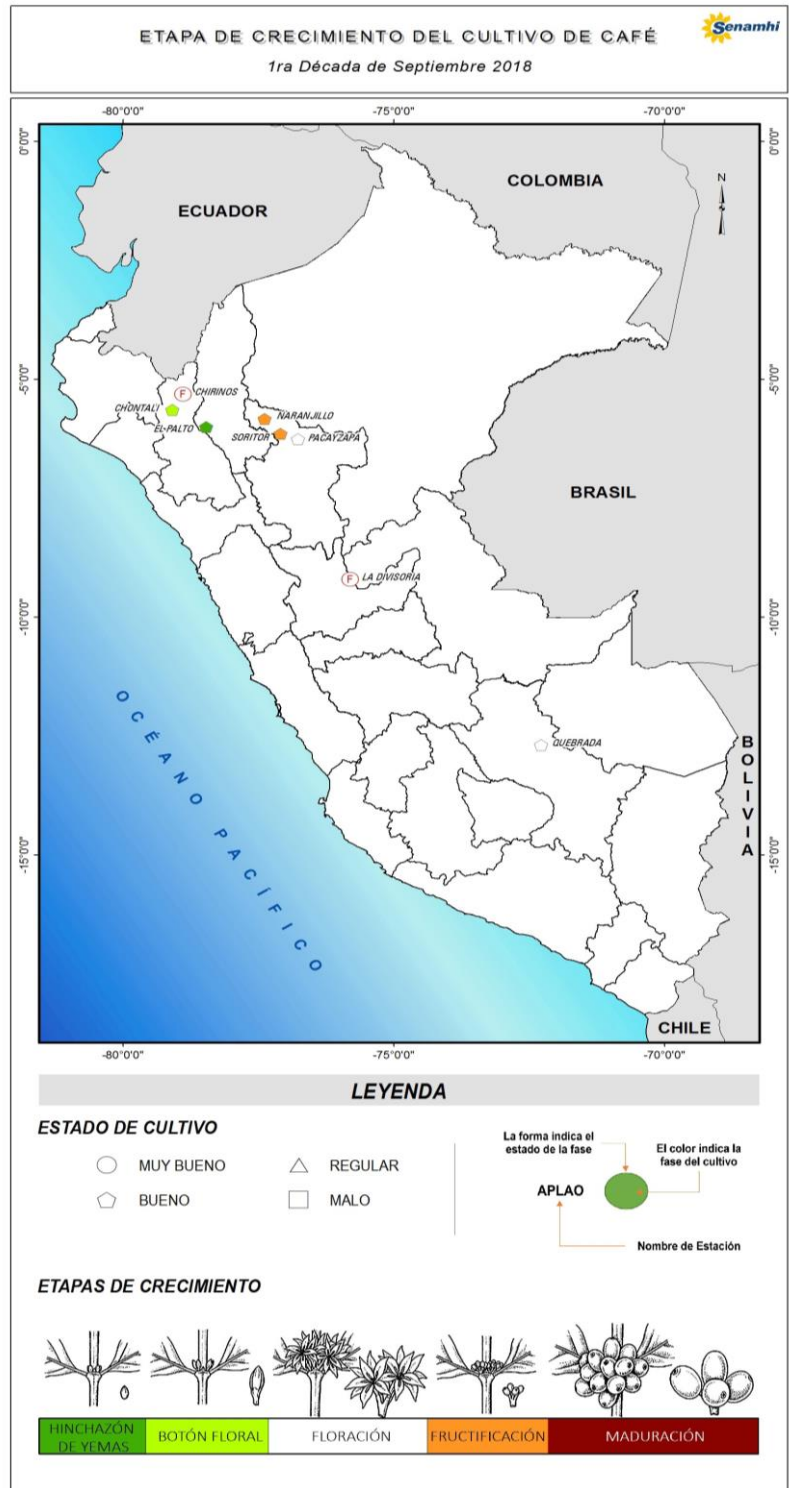 ETAPA DE CRECIMIENTO DEL CULTIVO DE CAFÉ
Senamhi
1ra Década de Septiembre 2018
-80°0'0"
-75°0'0"
-70°0'0"
0°0'0"
0°0'0"
N
COLOMBIA
ECUADOR
-5°0'0"
-5°0'0"
F CHIRINOS
CHONTALI
NARANJILLO
EL-PALTO
SORITOR
PACAYZAPA
BRASIL
F LA DIVISORIA
-10°0'0"
-10°0'0"
OCÉANO PACÍFICO
QUEBRADA
BOLIVIA
-15°0'0"
-15°0'0"
CHILE
-80°0'0"
-75°0'0"
-70°0'0"
LEYENDA
ESTADO DE CULTIVO
MUY BUENO
REGULAR
BUENO
MALO
La forma indica el
estado de la fase
El color indica la
fase del cultivo
APLAO
Nombre de Estación
ETAPAS DE CRECIMIENTO
HINCHAZÓN
DE YEMAS
BOTÓN FLORAL
FLORACIÓN
FRUCTIFICACIÓN
MADURACIÓN